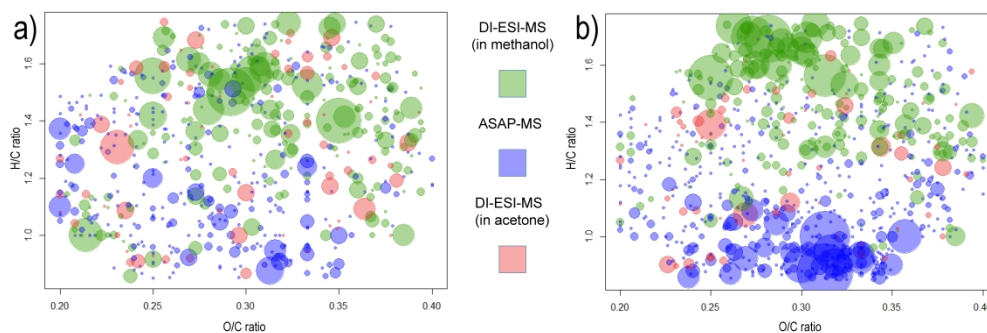 a)
H/C ratio
1.6
1.4
1.2
1.0
0.20 0.25 0.30 0.35 0.40
O/C ratio
DI-ESI-MS
(in methanol)
ASAP-MS
DI-ESI-MS
(in acetone)
b)
H/C ratio
1.6
1.4
1.2
1.0
0.20 0.25 0.30 0.35 0.40
O/C ratio